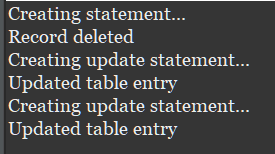 Creating statement...
Record deleted
Creating update statement...
Updated table entry
Creating update statement...
Updated table entry